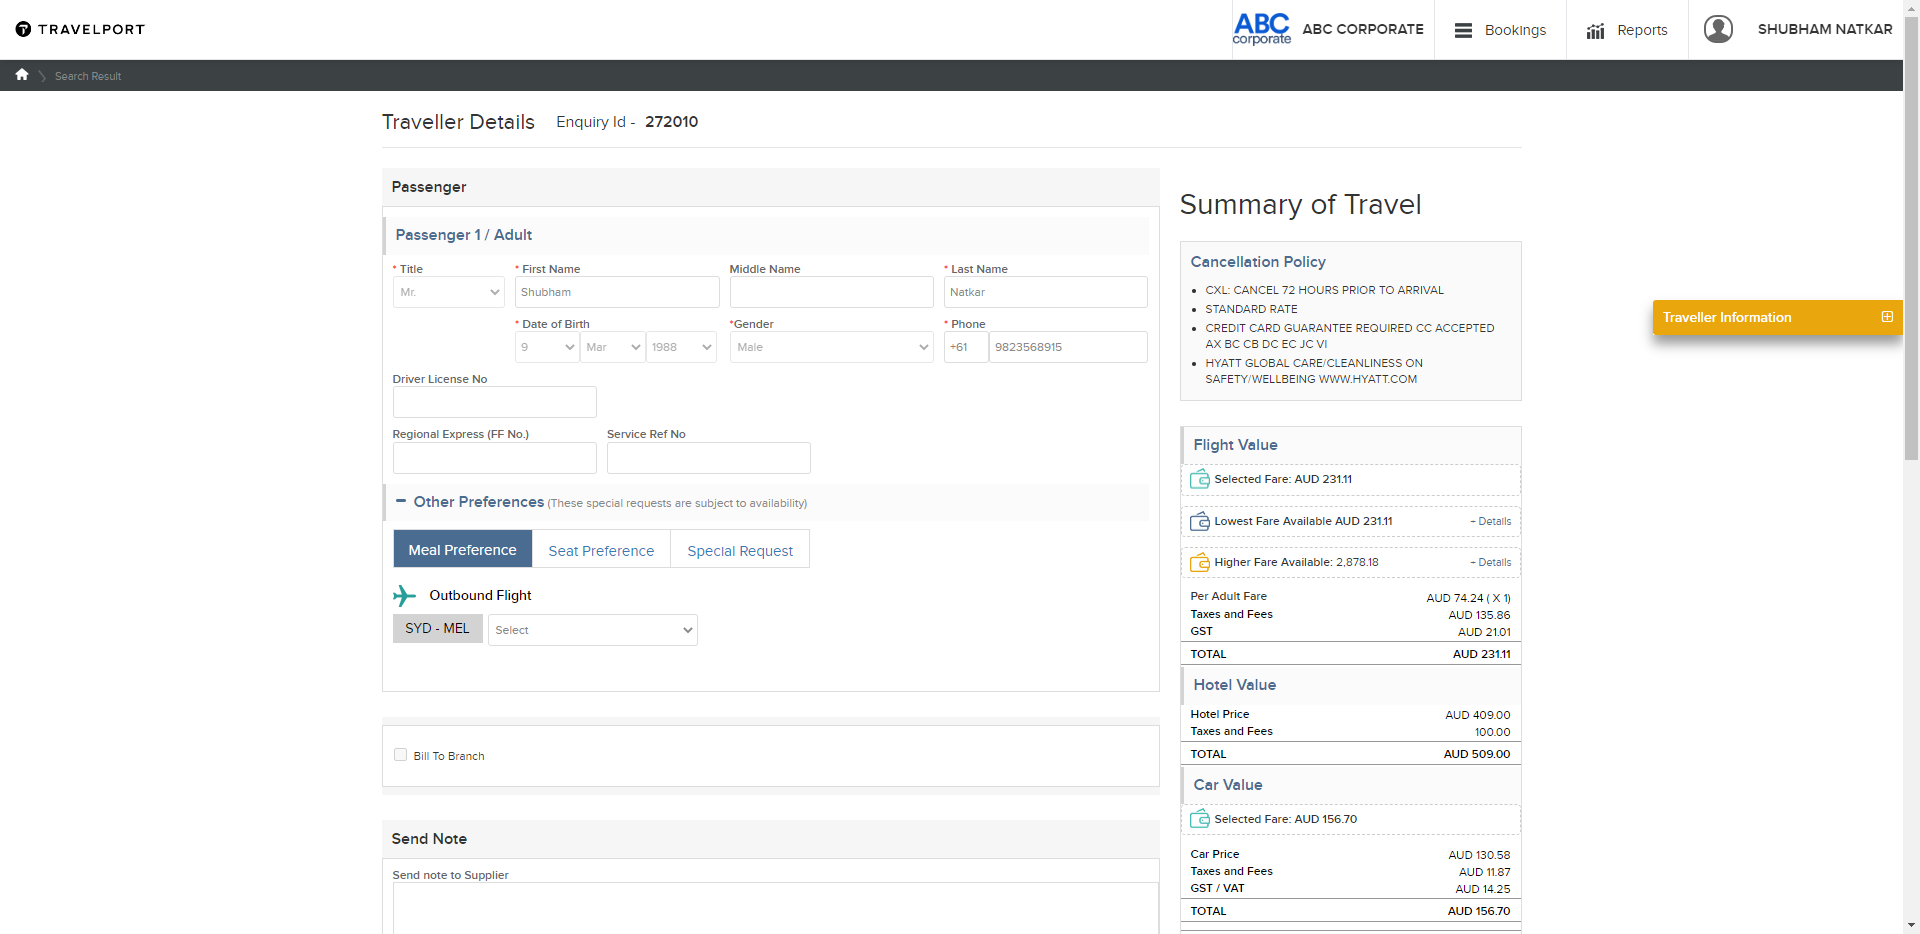 TRAVELPORT
ABC corporate
ABC CORPORATE
Bookings
Reports
SHUBHAM NATKAR
Search Result
Traveller Details
Enquiry Id - 272010
Passenger
Passenger 1 / Adult
* Title
* First Name
Middle Name
* Last Name
Mr.
Shubham
Natkar
* Date of Birth
*Gender
* Phone
9
Mar
1988
Male
+61
9823568915
Driver License No
Regional Express (FF No.)
Service Ref No
Other Preferences (These special requests are subject to availability)
Meal Preference
Seat Preference
Special Request
Outbound Flight
SYD - MEL
Select
Bill To Branch
Send Note
Send note to Supplier
Summary of Travel
Cancellation Policy
CXL: CANCEL 72 HOURS PRIOR TO ARRIVAL
STANDARD RATE
CREDIT CARD GUARANTEE REQUIRED CC ACCEPTED
AX BC CB DC EC JC VI
HYATT GLOBAL CARE/CLEANLINESS ON
SAFETY/WELLBEING WWW.HYATT.COM
Flight Value
Selected Fare: AUD 231.11
Lowest Fare Available AUD 231.11 + Details
Higher Fare Available: 2,878.18 + Details
Per Adult Fare AUD 74.24 ( X 1)
Taxes and Fees AUD 135.86
GST AUD 21.01
TOTAL AUD 231.11
Hotel Value
Hotel Price AUD 409.00
Taxes and Fees 100.00
TOTAL AUD 509.00
Car Value
Selected Fare: AUD 156.70
Car Price AUD 130.58
Taxes and Fees AUD 11.87
GST / VAT AUD 14.25
TOTAL AUD 156.70
Traveller Information